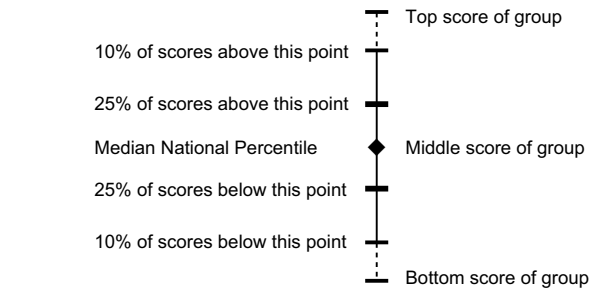 Top score of group
10% of scores above this point
25% of scores above this point
Median National Percentile
Middle score of group
25% of scores below this point
10% of scores below this point
Bottom score of group